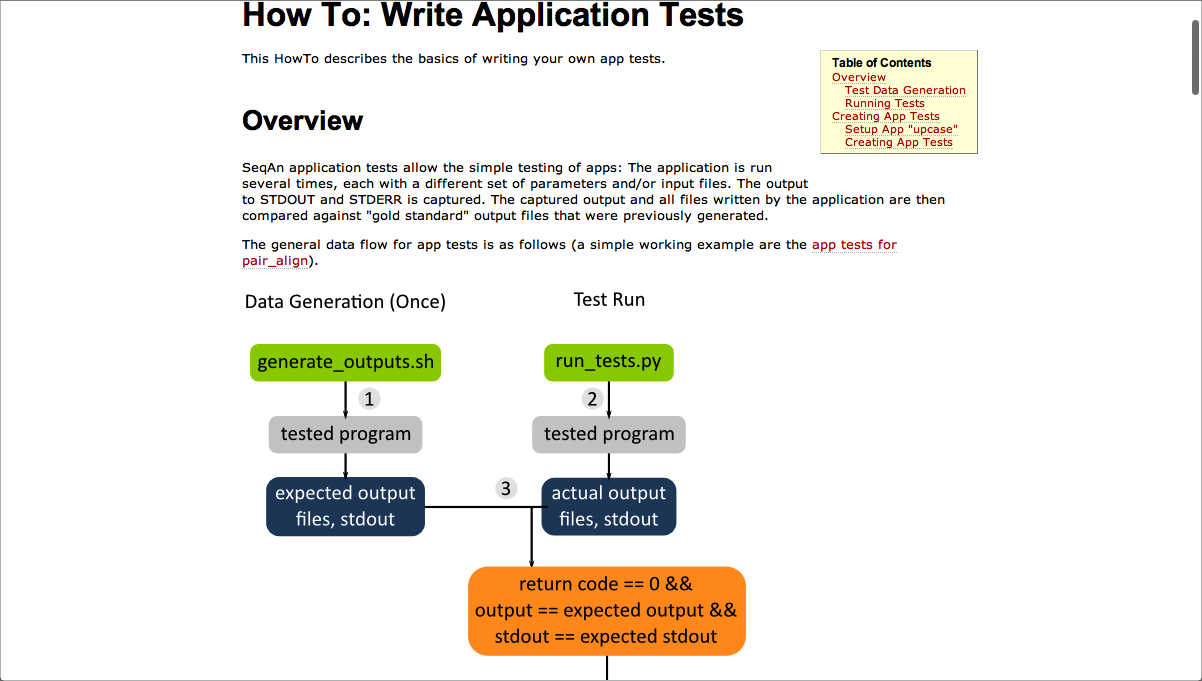 How To: Write Application Tests
This HowTo describes the basics of writing your own app tests.
Table of Contents
Overview
Test Data Generation
Running Tests
Creating App Tests
Setup App "upcase"
Creating App Tests
Overview
SeqAn application tests allow the simple testing of apps: The application is run
several times, each with a different set of parameters and/or input files. The output
to STDOUT and STDERR is captured. The captured output and all files written by the application are then
compared against "gold standard" output files that were previously generated.
The general data flow for app tests is as follows (a simple working example are the app tests for
pair_align).
Data Generation (Once)
Test Run
generate_outputs.sh
run_tests.py
1
2
tested program
tested program
3
expected output
files, stdout
actual output
files, stdout
return code == 0 &&
output == expected output &&
stdout == expected stdout